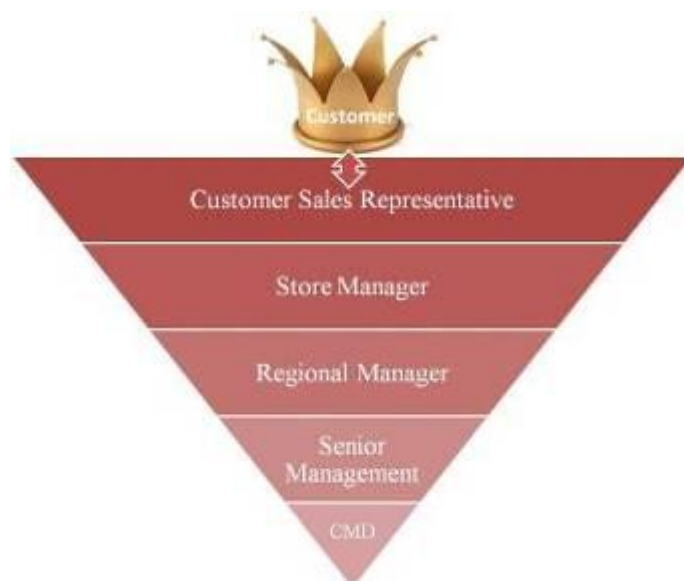 Customer
Customer Sales Representative
Store Manager
Regional Manager
Senior
Management
CMD